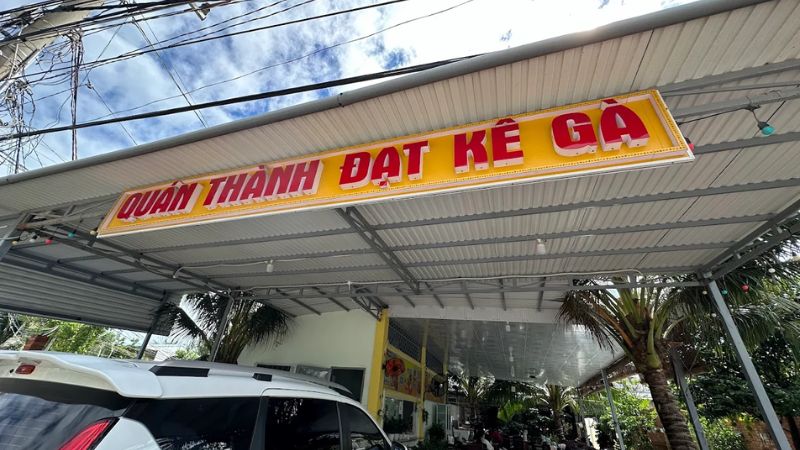 QUÁN THÀNH ĐẠT KÊ GÀ